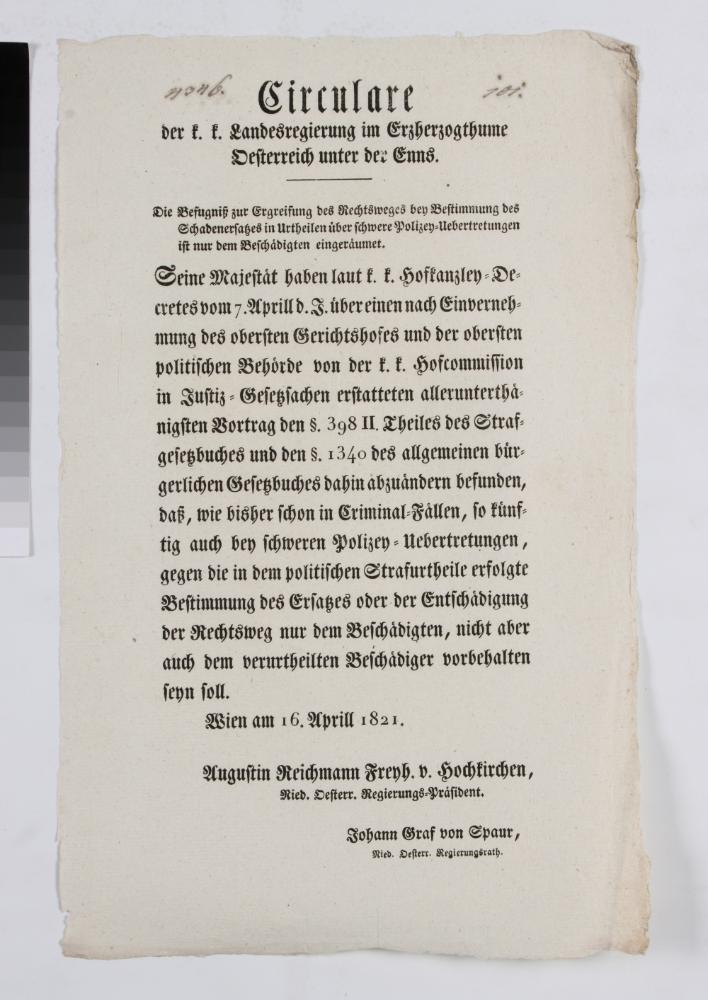 4346. Circulare 101.
der k. k. Landesregierung im Erzherzogthume
Oesterreich unter der Enns.
Die Befugniß zur Ergreifung des Rechtsweges bey Bestimmung des
Schadenersatzes in Urtheilen über schwere Polizey-Uebertretungen
ist nur dem Beschädigten eingeräumet.
Seine Majestät haben laut k. k. Hofkanzley-De-
cretes vom 7. Aprill d. J. über einen nach Einverneh-
mung des obersten Gerichtshofes und der obersten
politischen Behörde von der k. k. Hofcommission
in Justiz-Gesetzsachen erstatteten allerunterthä-
nigsten Vortrag den §. 398 II. Theiles des Straf-
gesetzbuches und den §. 1340 des allgemeinen bür-
gerlichen Gesetzbuches dahin abzuändern befunden,
daß, wie bisher schon in Criminal-Fällen, so künf-
tig auch bey schweren Polizey-Uebertretungen,
gegen die in dem politischen Strafurtheile erfolgte
Bestimmung des Ersatzes oder der Entschädigung
der Rechtsweg nur dem Beschädigten, nicht aber
auch dem verurtheilten Beschädiger vorbehalten
seyn soll.
Wien am 16. Aprill 1821.
Augustin Reichmann Freyh. v. Hochkirchen,
Nied. Oesterr. Regierungs-Präsident.
Johann Graf von Spaur,
Nied. Oesterr. Regierungsrath.